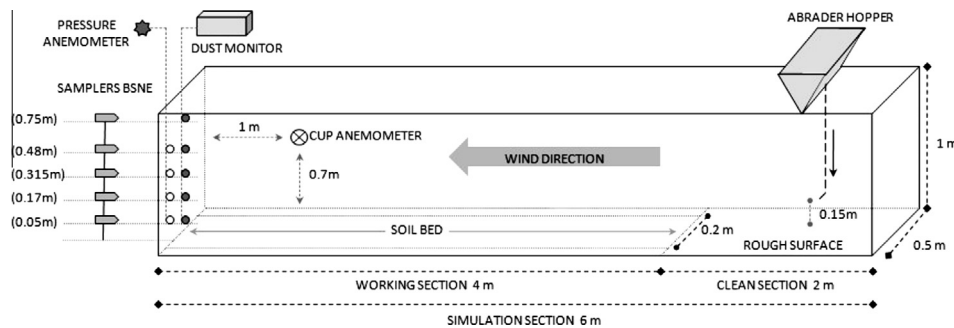 PRESSURE
ANEMOMETER
DUST MONITOR
ABRADER HOPPER
SAMPLERS BSNE
(0.75m)
(0.48m)
(0.315m)
(0.17m)
(0.05m)
1 m
CUP ANEMOMETER
0.7m
WIND DIRECTION
1 m
0.15m
SOIL BED
0.2m
ROUGH SURFACE
0.5m
WORKING SECTION 4 m
CLEAN SECTION 2 m
SIMULATION SECTION 6 m